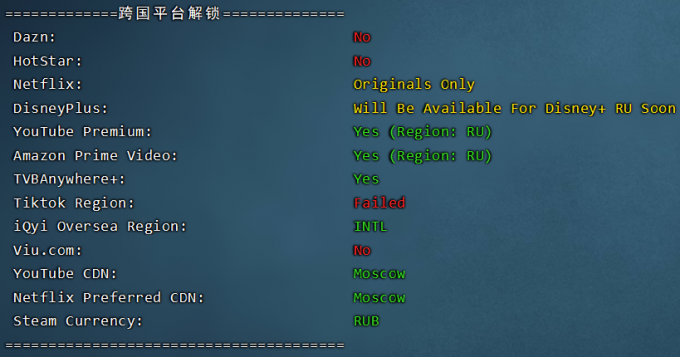 =============跨国平台解锁==============
Dazn: No
HotStar: No
Netflix: Originals Only
DisneyPlus: Will Be Available For Disney+ RU Soon
YouTube Premium: Yes (Region: RU)
Amazon Prime Video: Yes (Region: RU)
TVBAnywhere+: Yes
Tiktok Region: Failed
iQyi Oversea Region: INTL
Viu.com: No
YouTube CDN: Moscow
Netflix Preferred CDN: Moscow
Steam Currency: RUB
=======================================